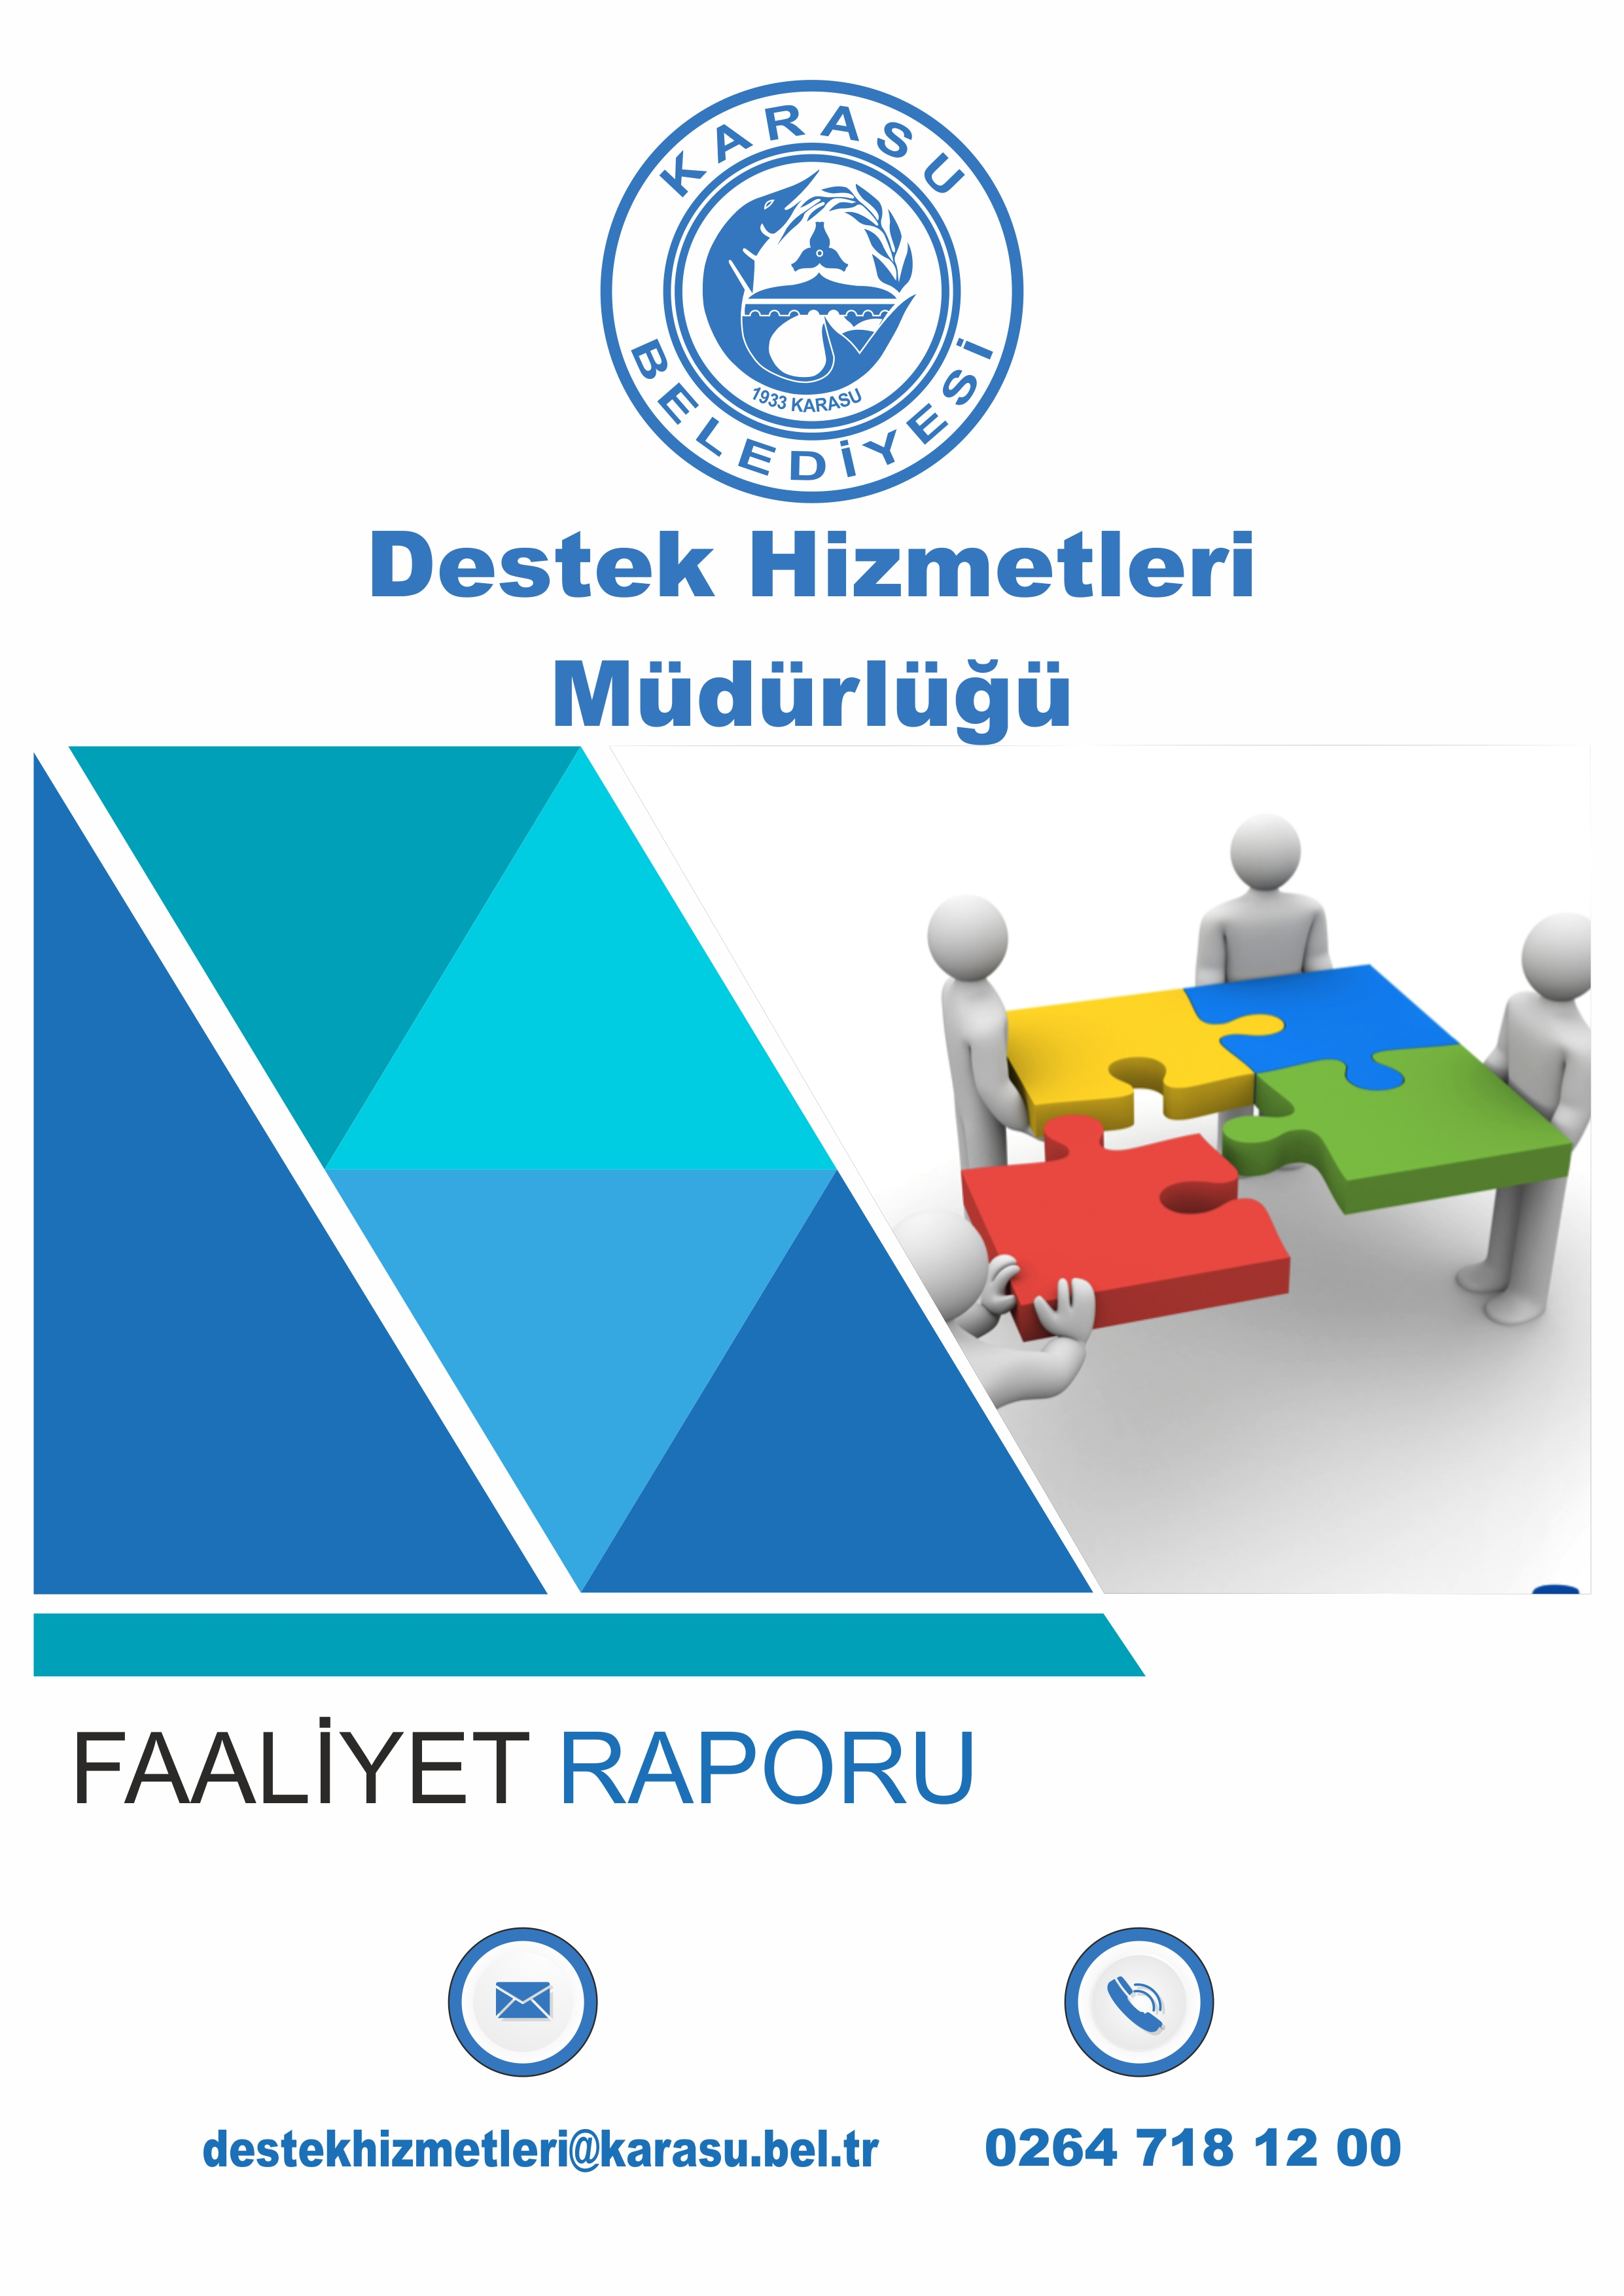 KARASU
BELEDİYESİ
1933 KARASU
Destek Hizmetleri
Müdürlüğü
FAALİYET RAPORU
destekhizmetleri@karasu.bel.tr
0264 718 12 00